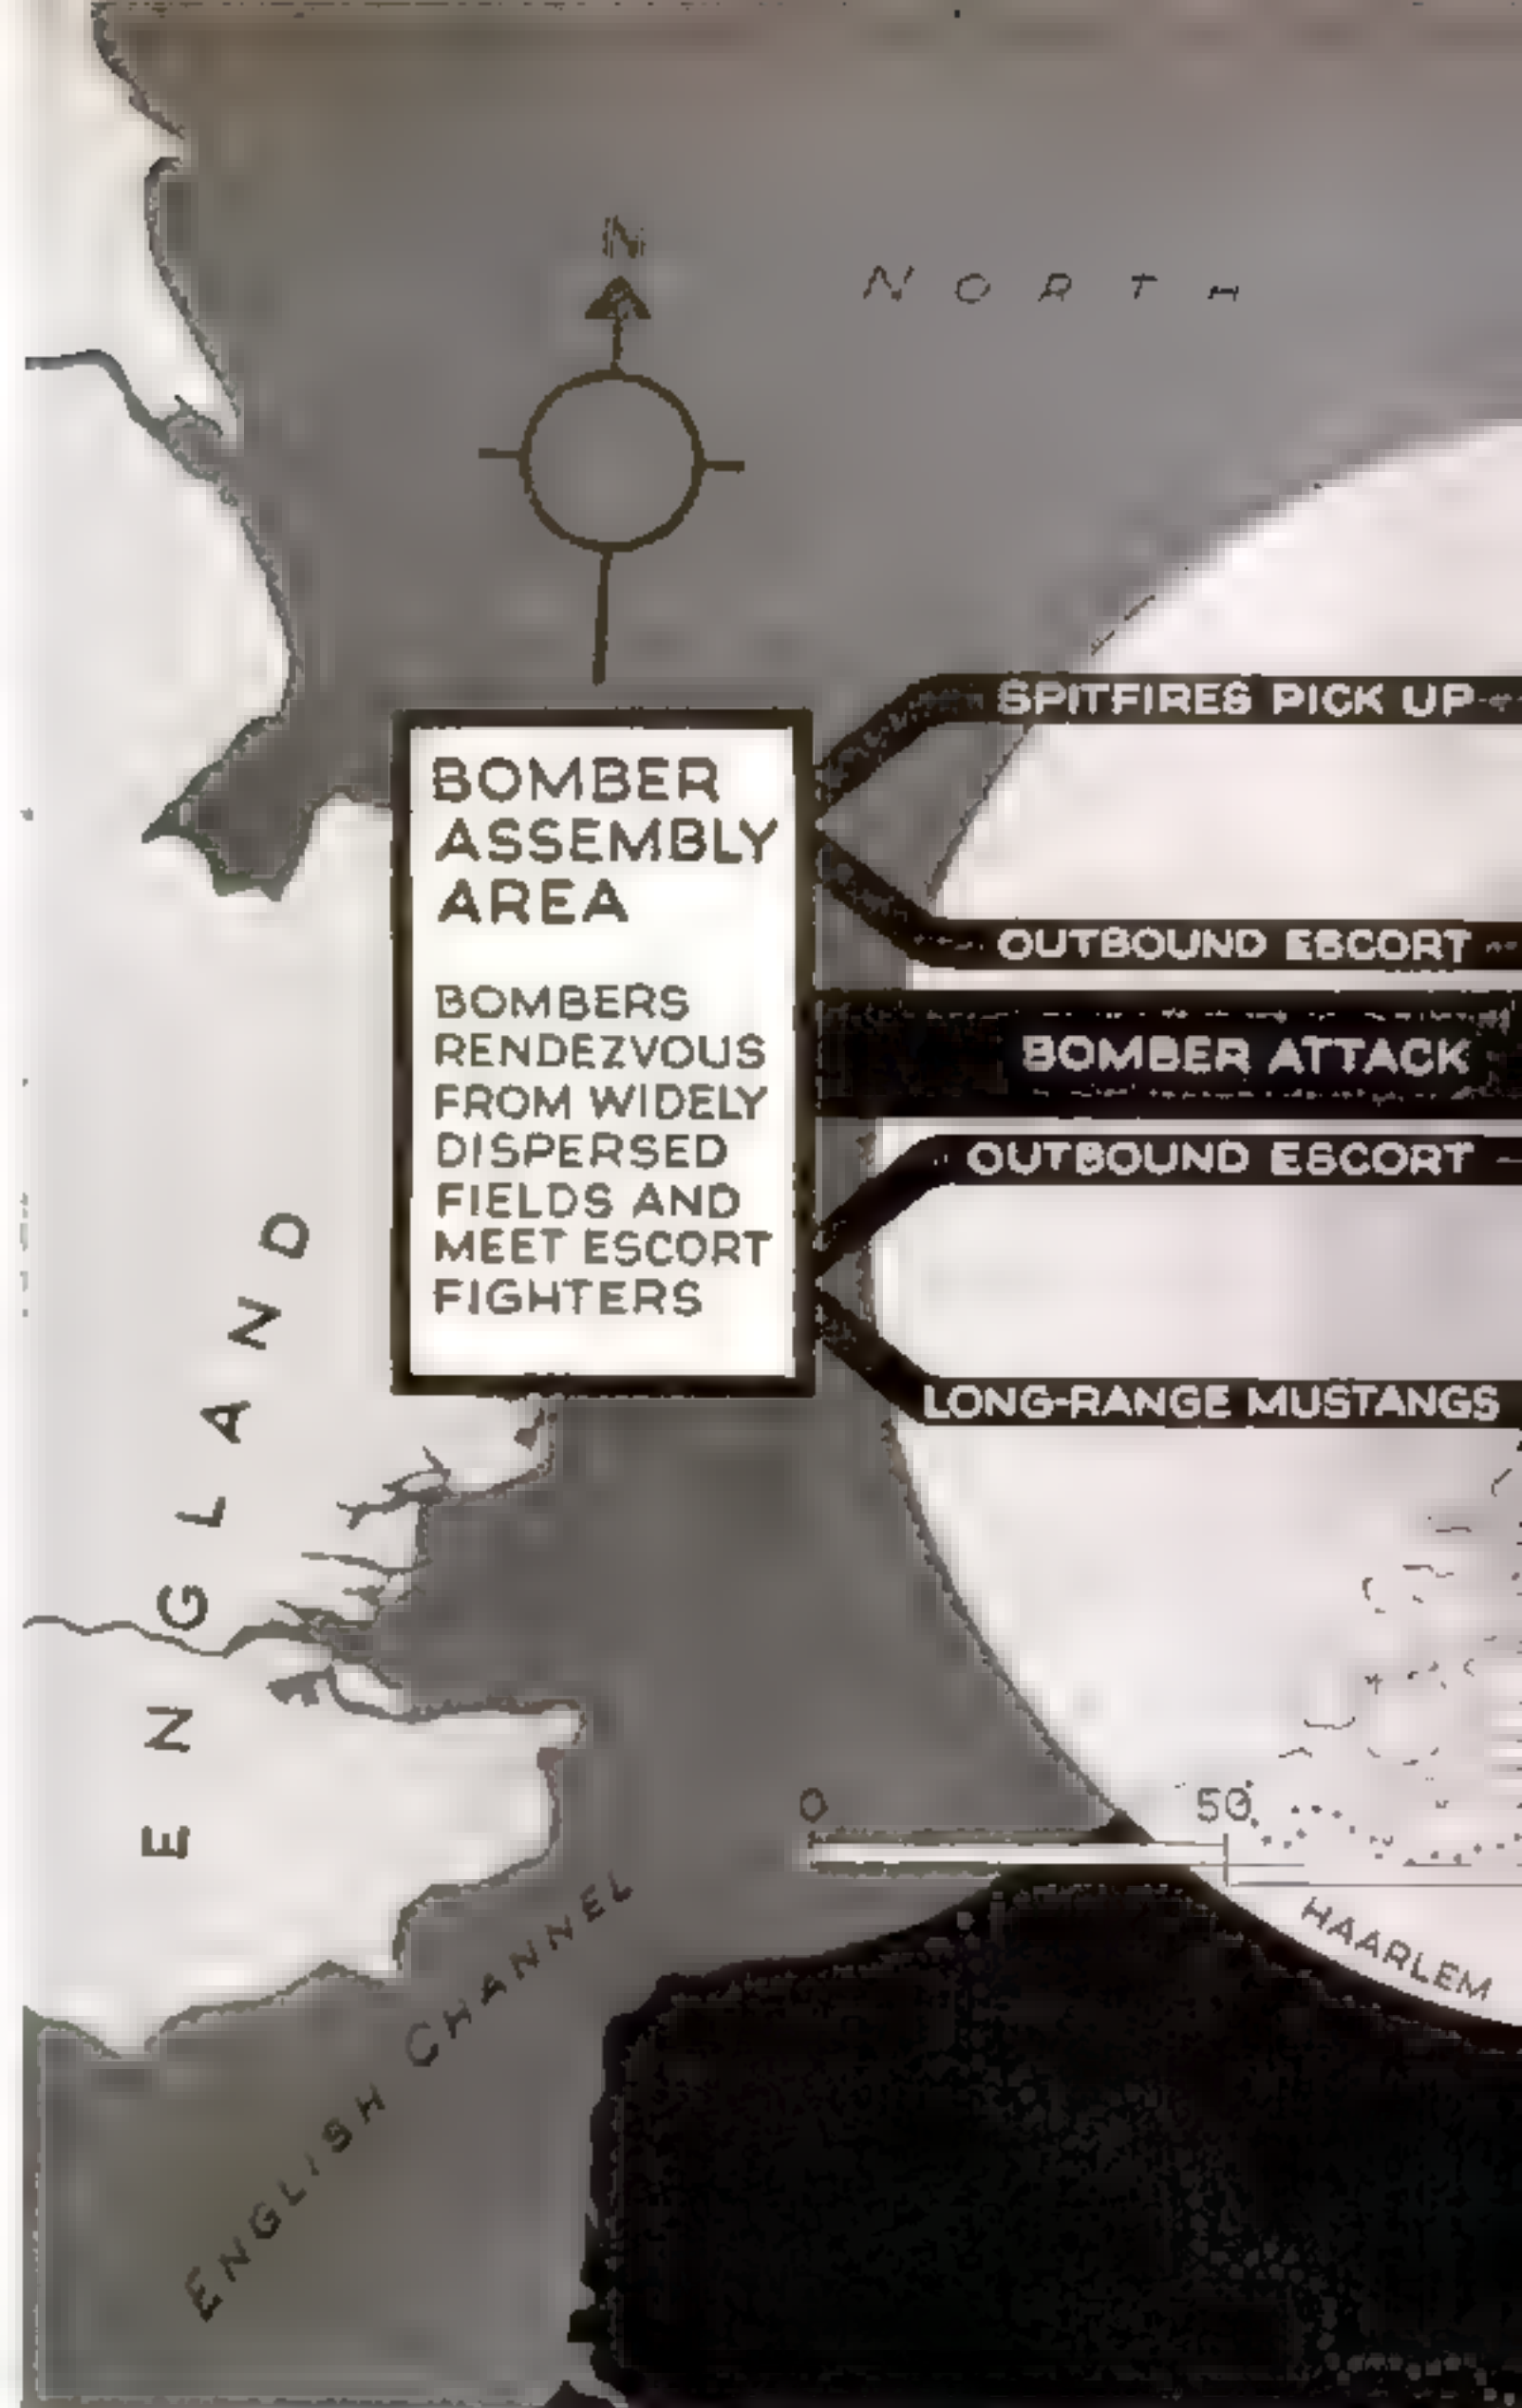 N
NORTH
SPITFIRES PICK UP
BOMBER
ASSEMBLY
AREA
OUTBOUND ESCORT
BOMBERS
RENDEZVOUS
FROM WIDELY
DISPERSED
FIELDS AND
MEET ESCORT
FIGHTERS
BOMBER ATTACK
OUTBOUND ESCORT
LONG-RANGE MUSTANGS
ENGLAND
0 50
HAARLEM
ENGLISH CHANNEL